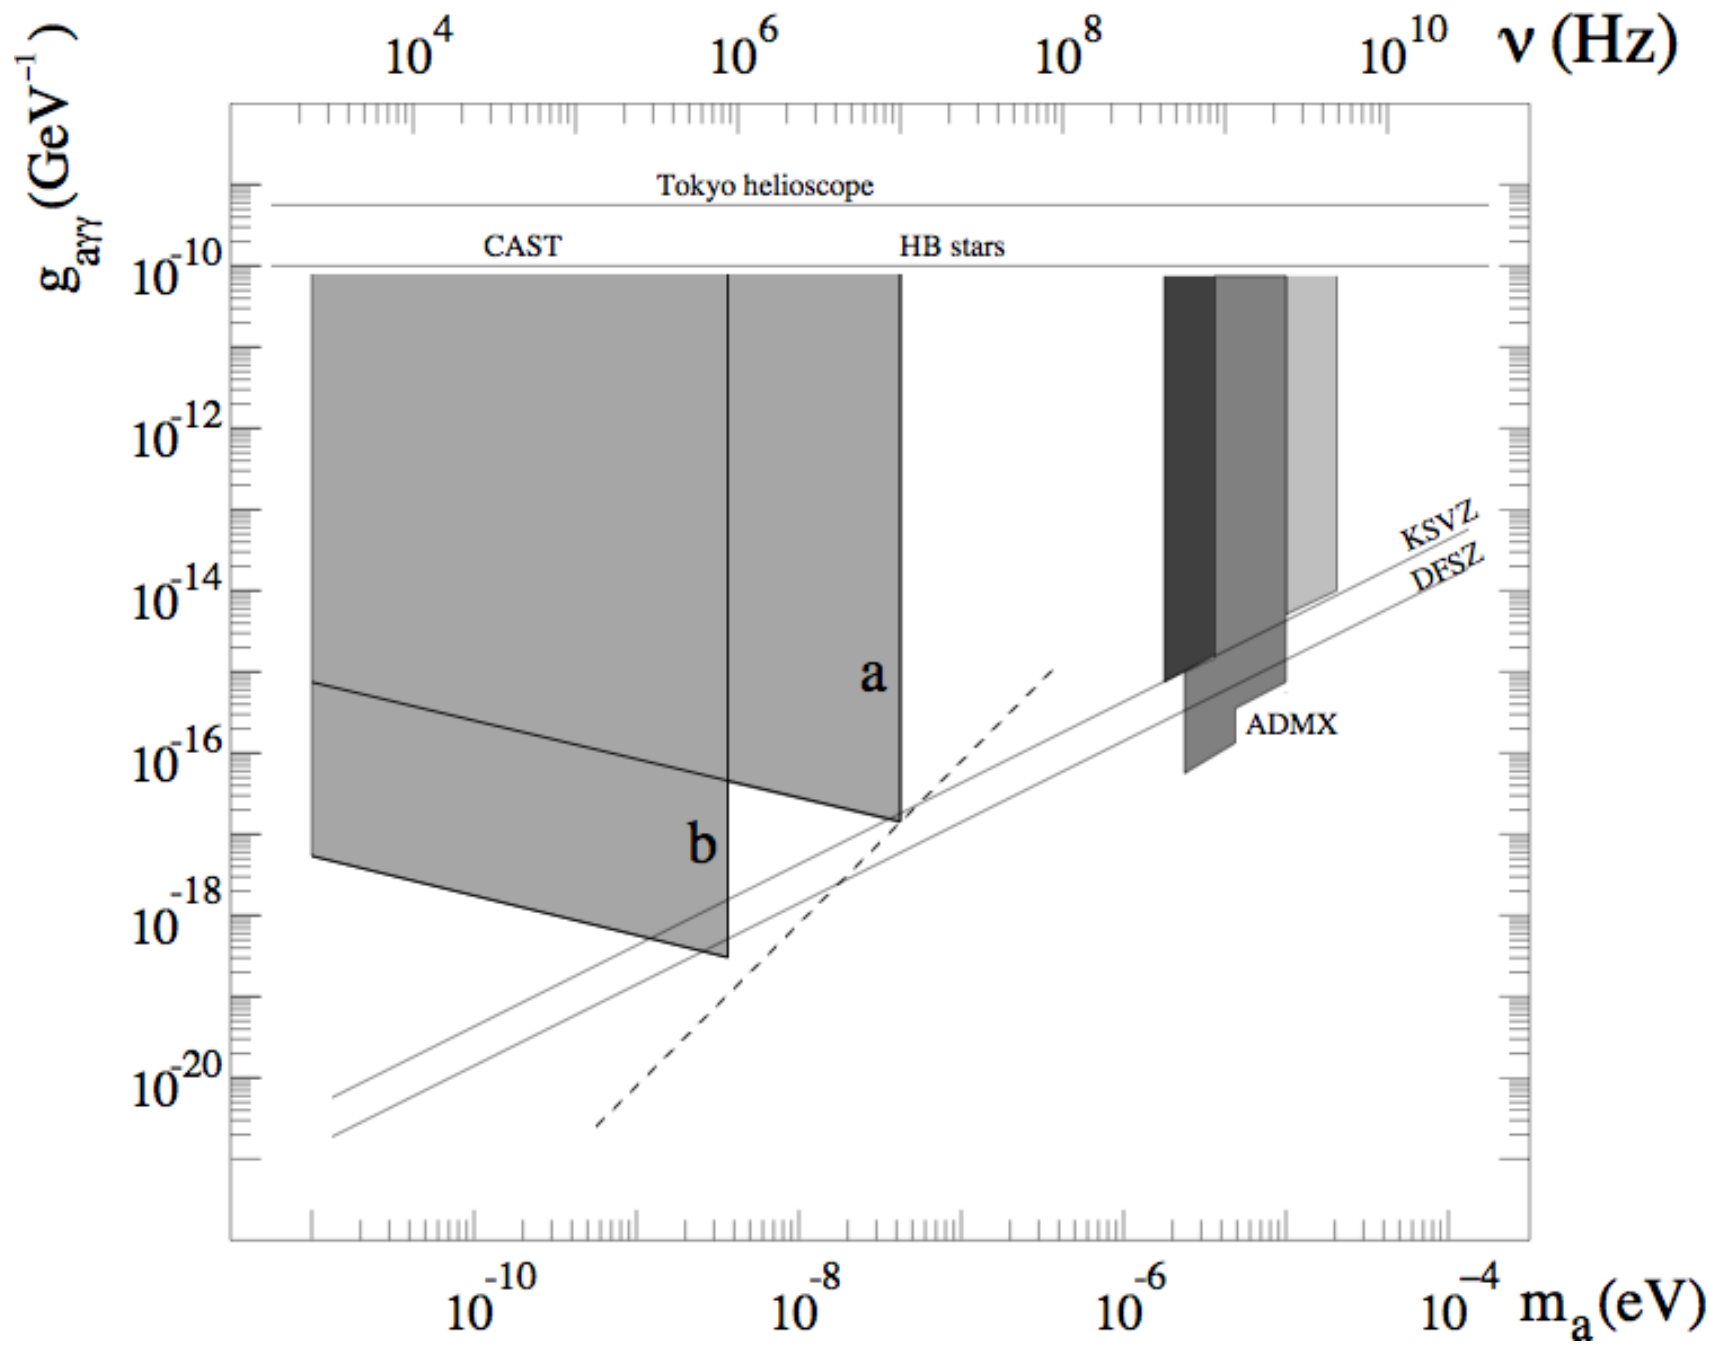 10^4 10^6 10^8 10^10 ν (Hz)
g_aγγ (GeV^-1)
Tokyo helioscope
CAST HB stars
10^-10
10^-12
KSVZ
DFSZ
10^-14
a
ADMX
10^-16
b
10^-18
10^-20
10^-10 10^-8 10^-6 10^-4 m_a (eV)